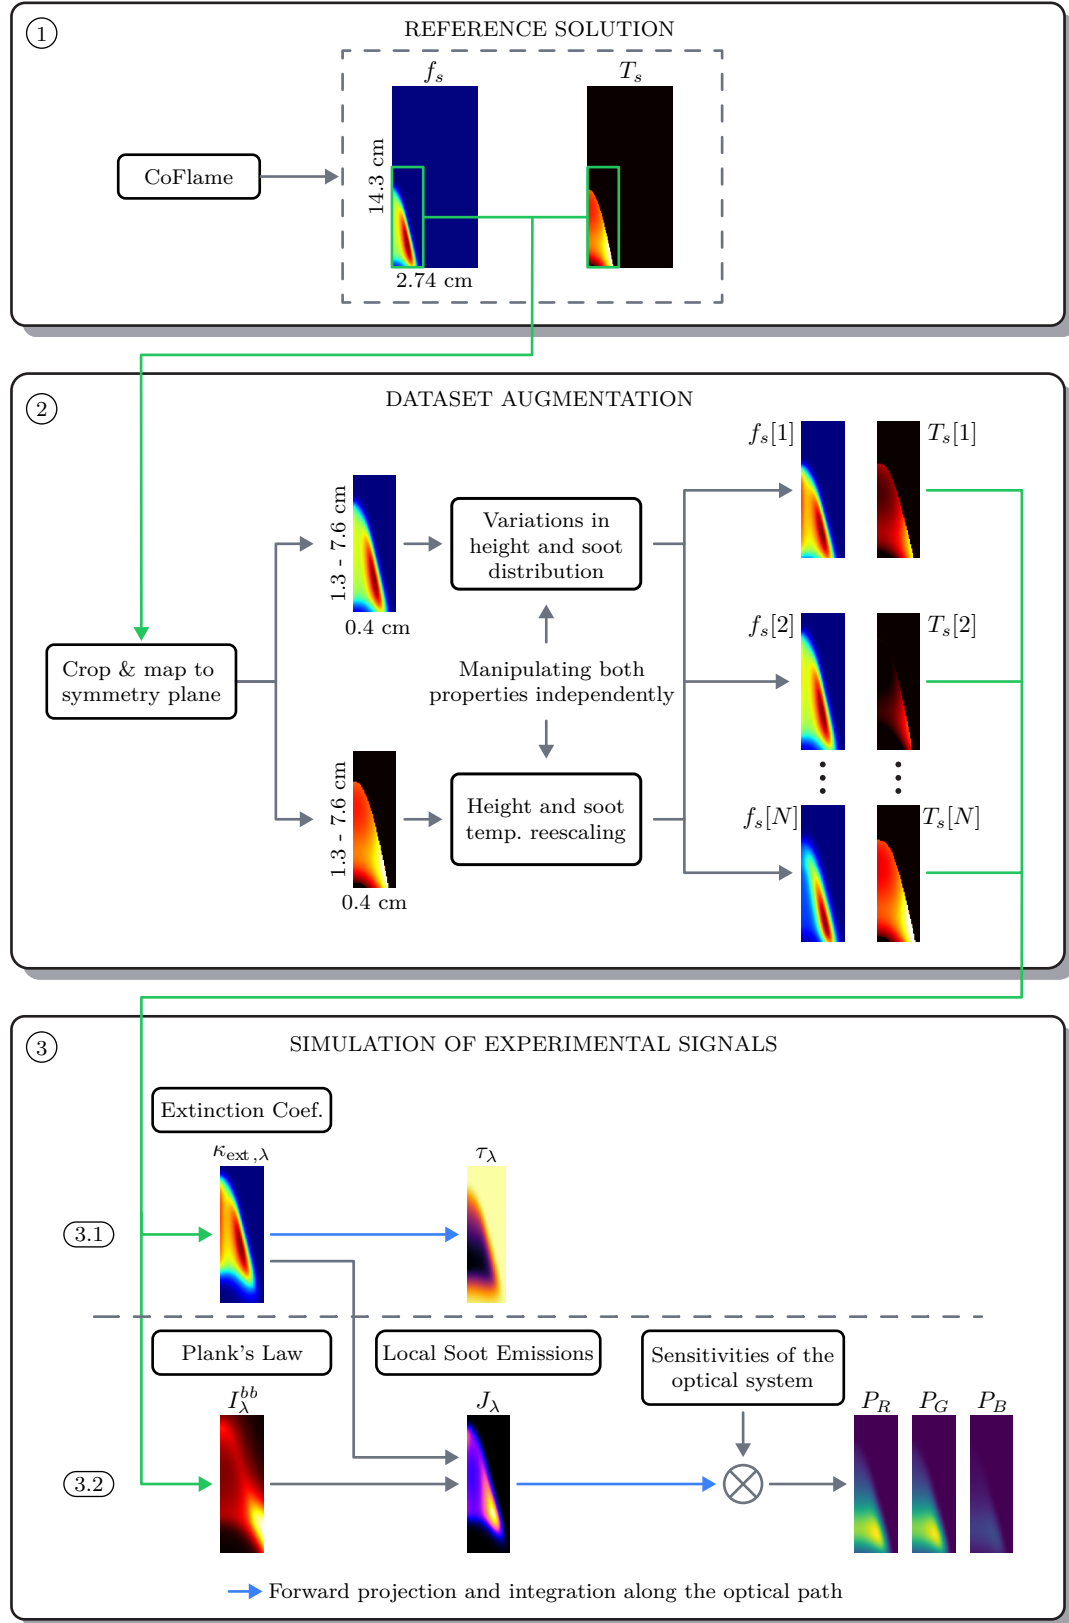 1
REFERENCE SOLUTION
f_s
T_s
CoFlame
14.3 cm
2.74 cm
2
DATASET AUGMENTATION
f_s[1]
T_s[1]
1.3 - 7.6 cm
0.4 cm
Variations in
height and soot
distribution
f_s[2]
T_s[2]
Crop & map to
symmetry plane
Manipulating both
properties independently
1.3 - 7.6 cm
0.4 cm
Height and soot
temp. reescaling
f_s[N]
T_s[N]
3
SIMULATION OF EXPERIMENTAL SIGNALS
Extinction Coef.
κ_{ext,λ}
τ_λ
3.1
Plank's Law
Local Soot Emissions
Sensitivities of the
optical system
I_λ^{bb}
J_λ
P_R
P_G
P_B
3.2
Forward projection and integration along the optical path